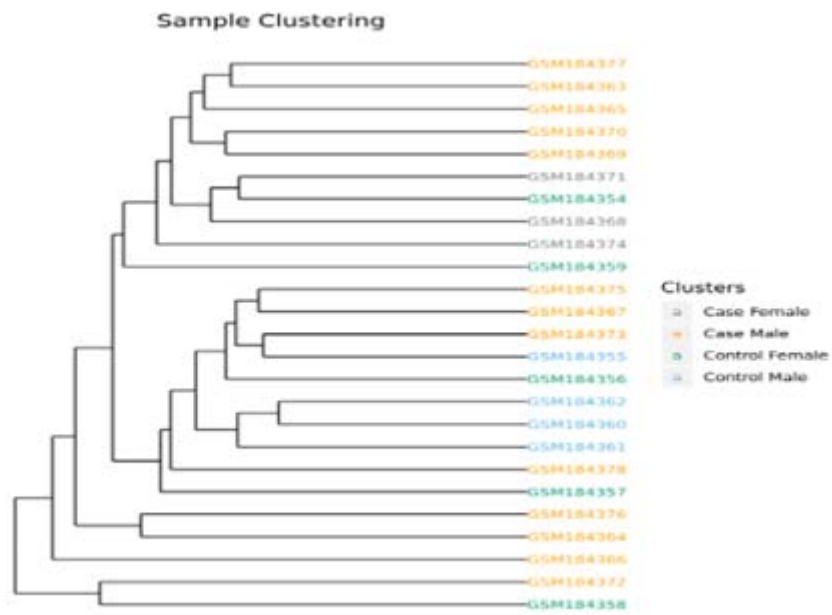 Sample Clustering
GSM184377
GSM184363
GSM184365
GSM184370
GSM184369
GSM184371
GSM184354
GSM184368
GSM184374
GSM184359
GSM184375
GSM184367
GSM184373
GSM184355
GSM184356
GSM184362
GSM184360
GSM184361
GSM184378
GSM184357
GSM184376
GSM184364
GSM184366
GSM184372
GSM184358
Clusters
a Case Female
a Case Male
a Control Female
a Control Male